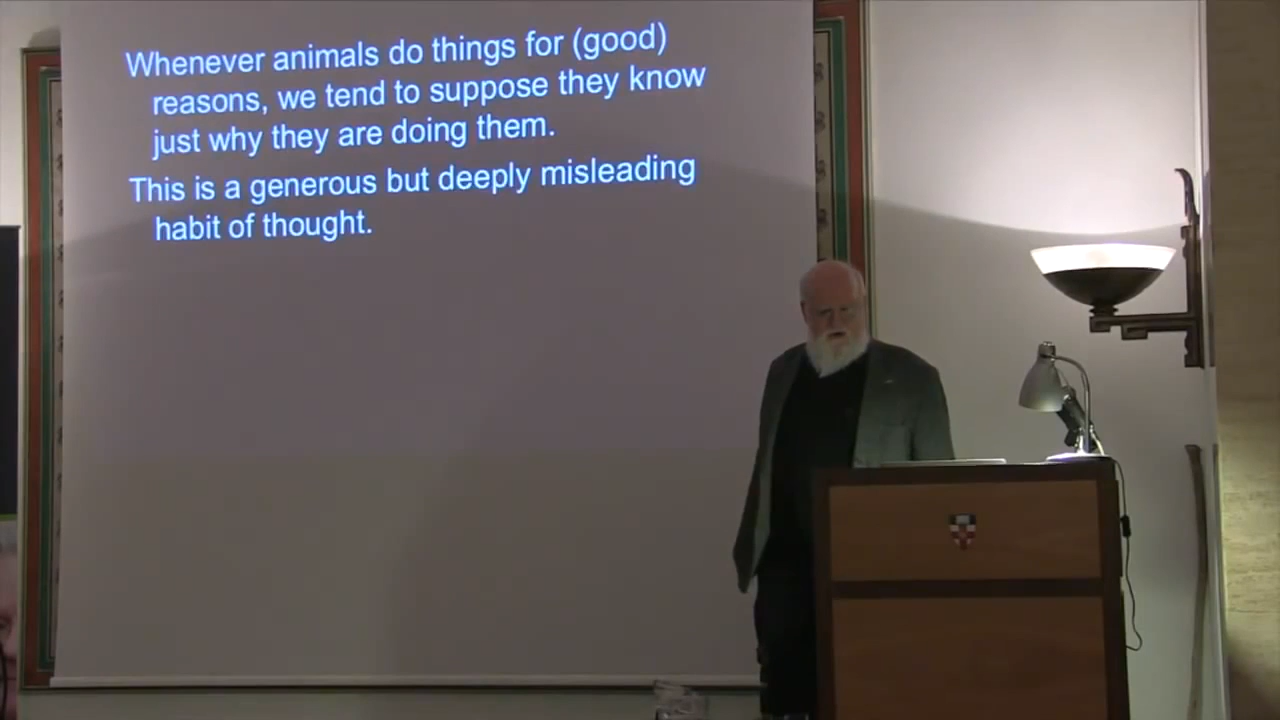 Whenever animals do things for (good)
reasons, we tend to suppose they know
just why they are doing them.
This is a generous but deeply misleading
habit of thought.